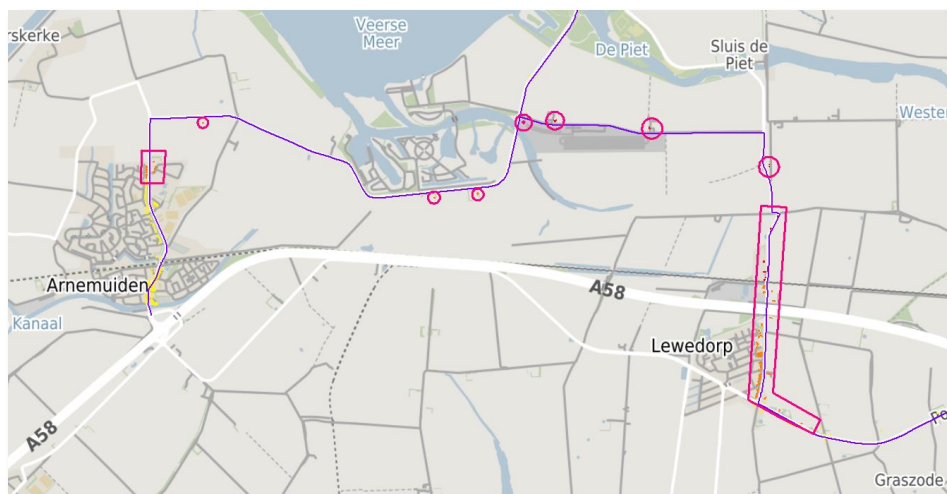 rskerke
Veerse
Meer
De Piet
Sluis de
Piet
Wester
Arnemuiden
Kanaal
A58
Lewedorp
A58
Graszode